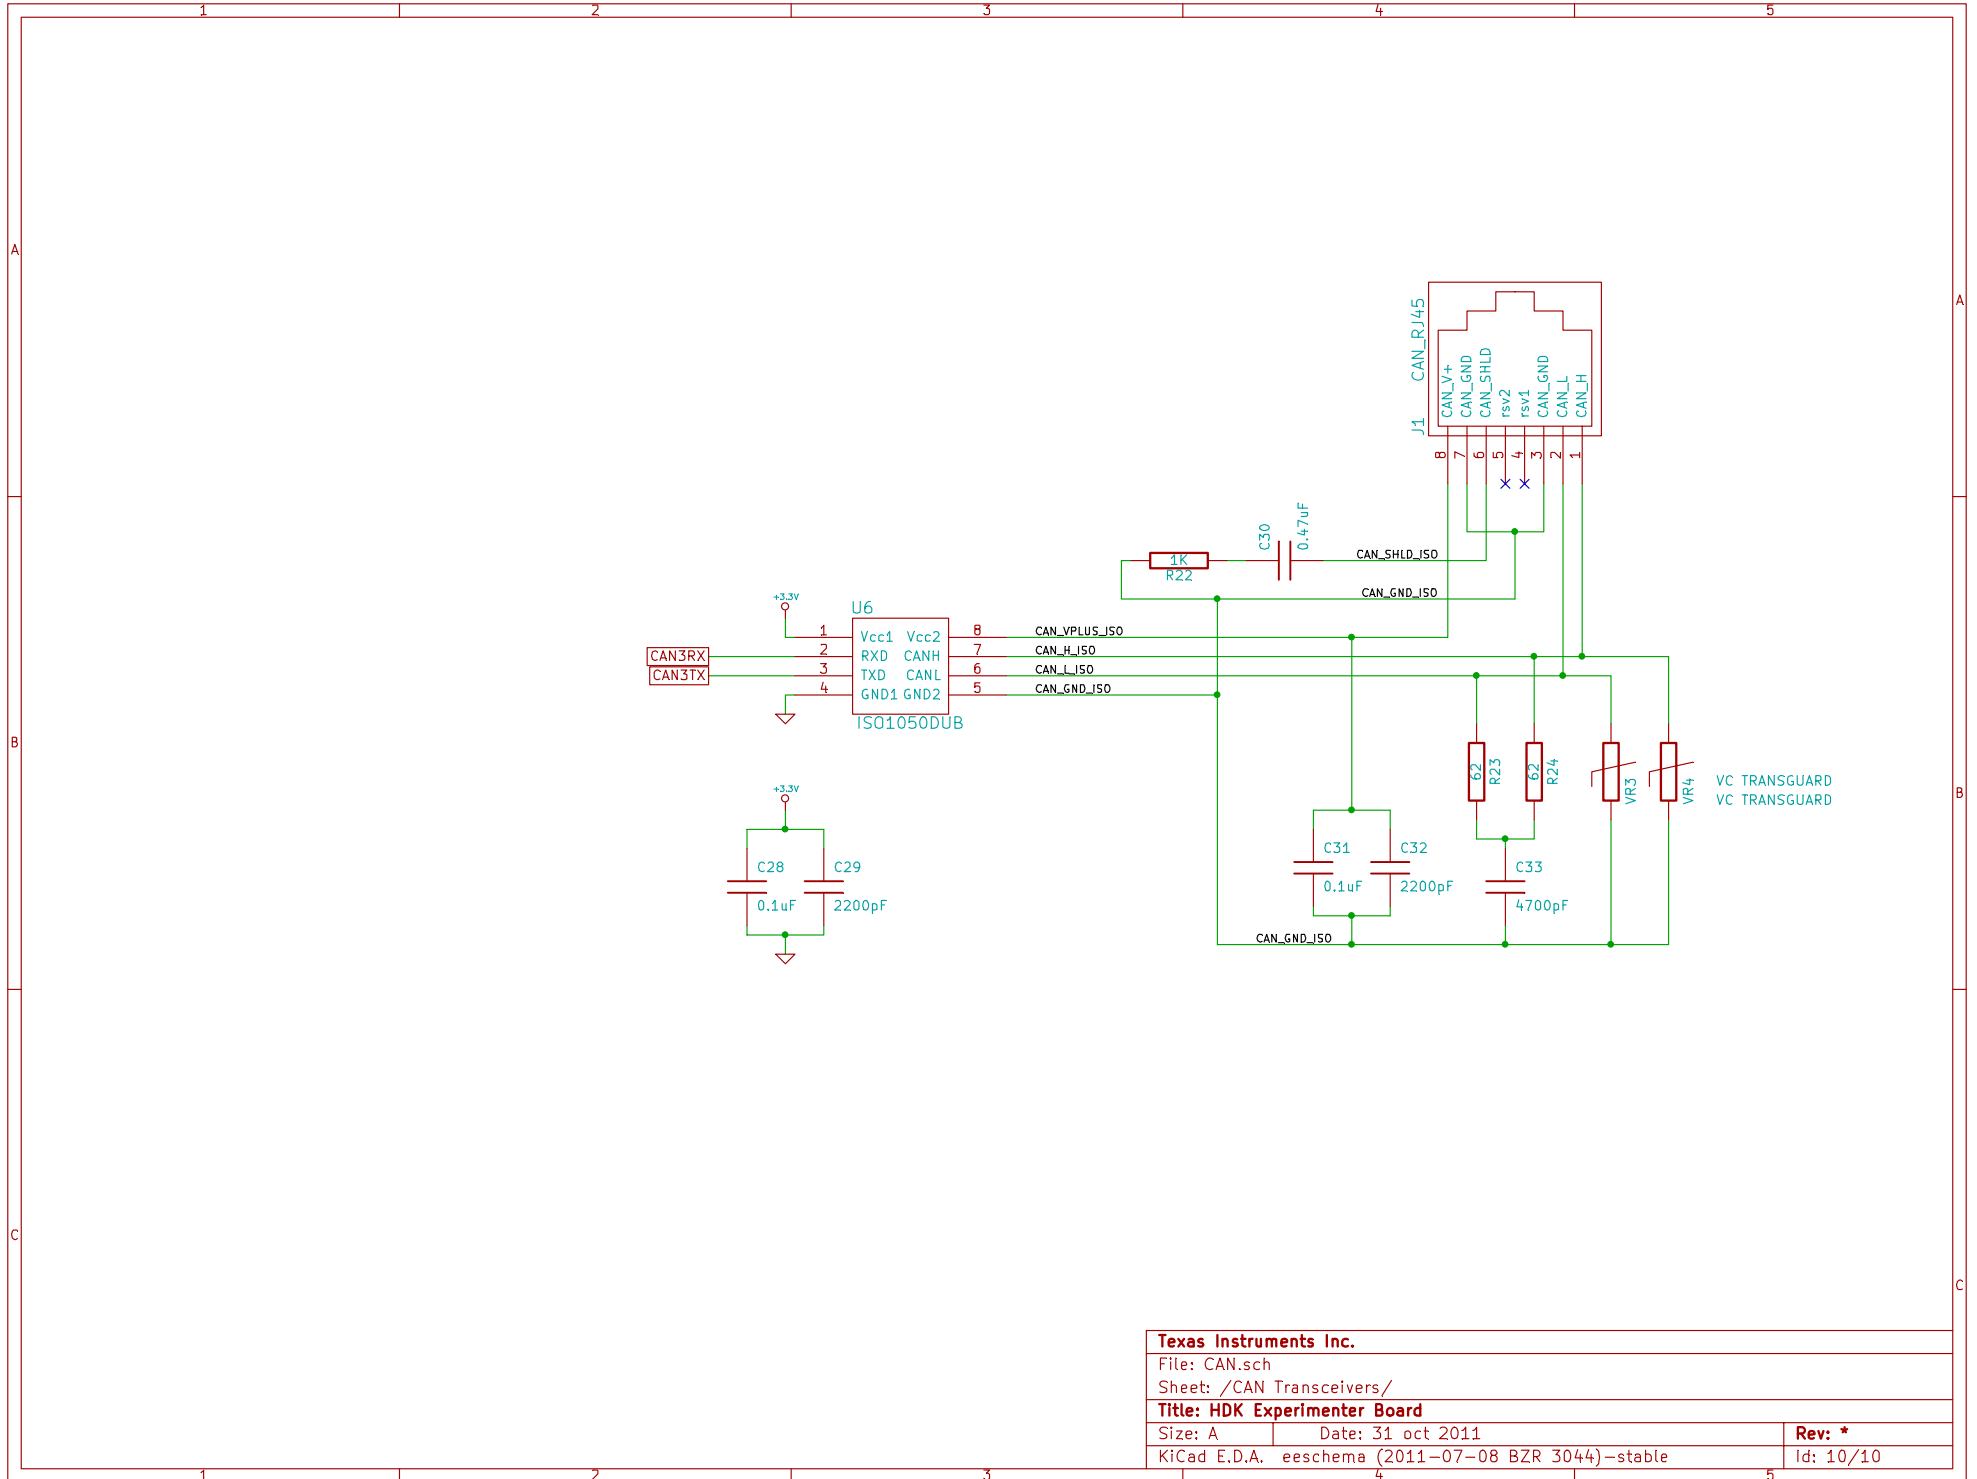 1 2 3 4 5
A
A
CAN_RJ45
J1
CAN_V+
CAN_GND
CAN_SHLD
rsv2
rsv1
CAN_GND
CAN_L
CAN_H
8 7 6 5 4 3 2 1
C30
0.47uF
CAN_SHLD_ISO
1K
R22
CAN_GND_ISO
+3.3V
U6
1 Vcc1 Vcc2 8 CAN_VPLUS_ISO
CAN3RX 2 RXD CANH 7 CAN_H_ISO
CAN3TX 3 TXD CANL 6 CAN_L_ISO
4 GND1 GND2 5 CAN_GND_ISO
ISO1050DUB
B
B
62
R23
62
R24
VR3
VR4
VC TRANSGUARD
VC TRANSGUARD
+3.3V
C28
0.1uF
C29
2200pF
C31
0.1uF
C32
2200pF
C33
4700pF
CAN_GND_ISO
C
C
Texas Instruments Inc.
File: CAN.sch
Sheet: /CAN Transceivers/
Title: HDK Experimenter Board
Size: A Date: 31 oct 2011 Rev: *
KiCad E.D.A. eeschema (2011-07-08 BZR 3044)-stable Id: 10/10
1 2 3 4 5